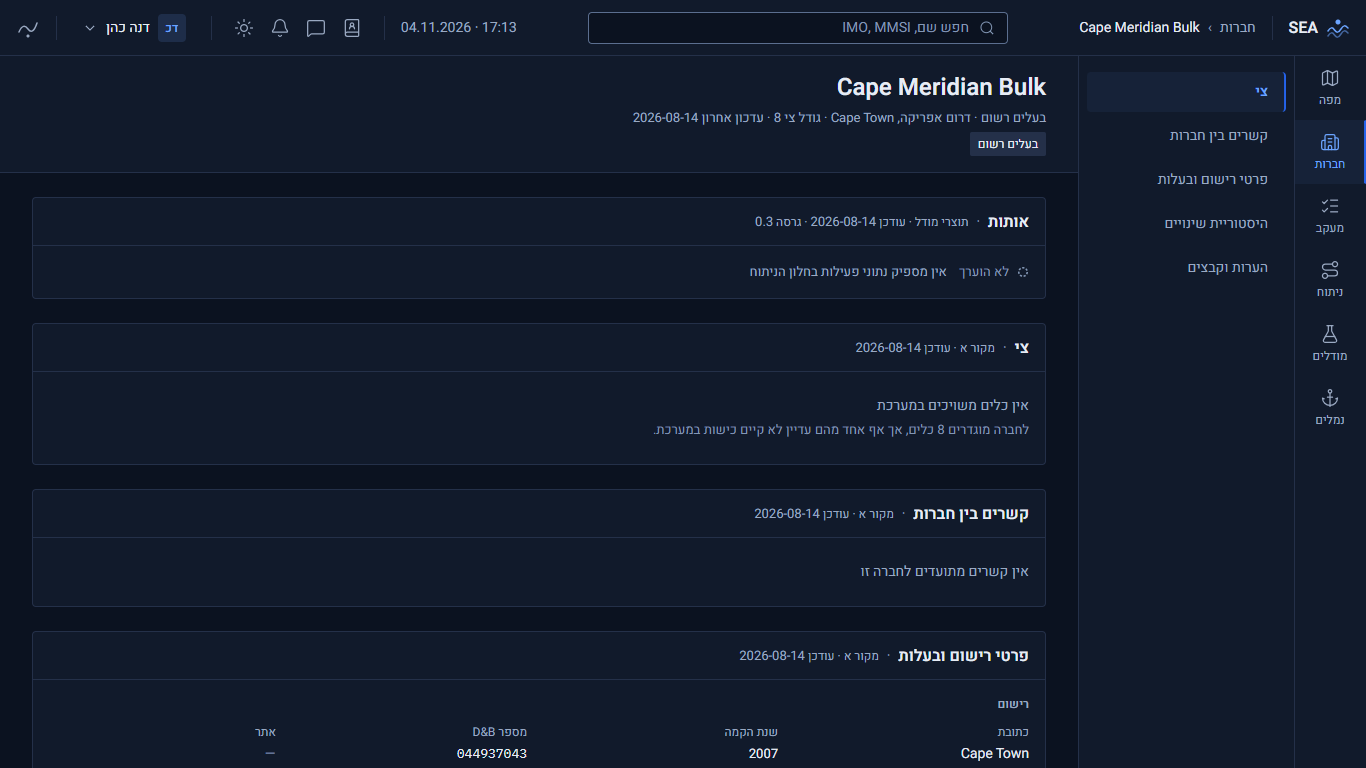 SEA
חברות › Cape Meridian Bulk
חפש שם, IMO, MMSI
04.11.2026 · 17:13
דכ דנה כהן
מפה
חברות
מעקב
ניתוח
מודלים
נמלים
צי
קשרים בין חברות
פרטי רישום ובעלות
היסטוריית שינויים
הערות וקבצים
Cape Meridian Bulk
בעלים רשום · דרום אפריקה, Cape Town · גודל צי 8 · עדכון אחרון 2026-08-14
בעלים רשום
אותות · תוצרי מודל · עודכן 2026-08-14 · גרסה 0.3
לא הוערך אין מספיק נתוני פעילות בחלון הניתוח
צי · מקור א · עודכן 2026-08-14
אין כלים משויכים במערכת
לחברה מוגדרים 8 כלים, אך אף אחד מהם עדיין לא קיים כישות במערכת.
קשרים בין חברות · מקור א · עודכן 2026-08-14
אין קשרים מתועדים לחברה זו
פרטי רישום ובעלות · מקור א · עודכן 2026-08-14
רישום
כתובת שנת הקמה מספר D&B אתר
Cape Town 2007 044937043 —